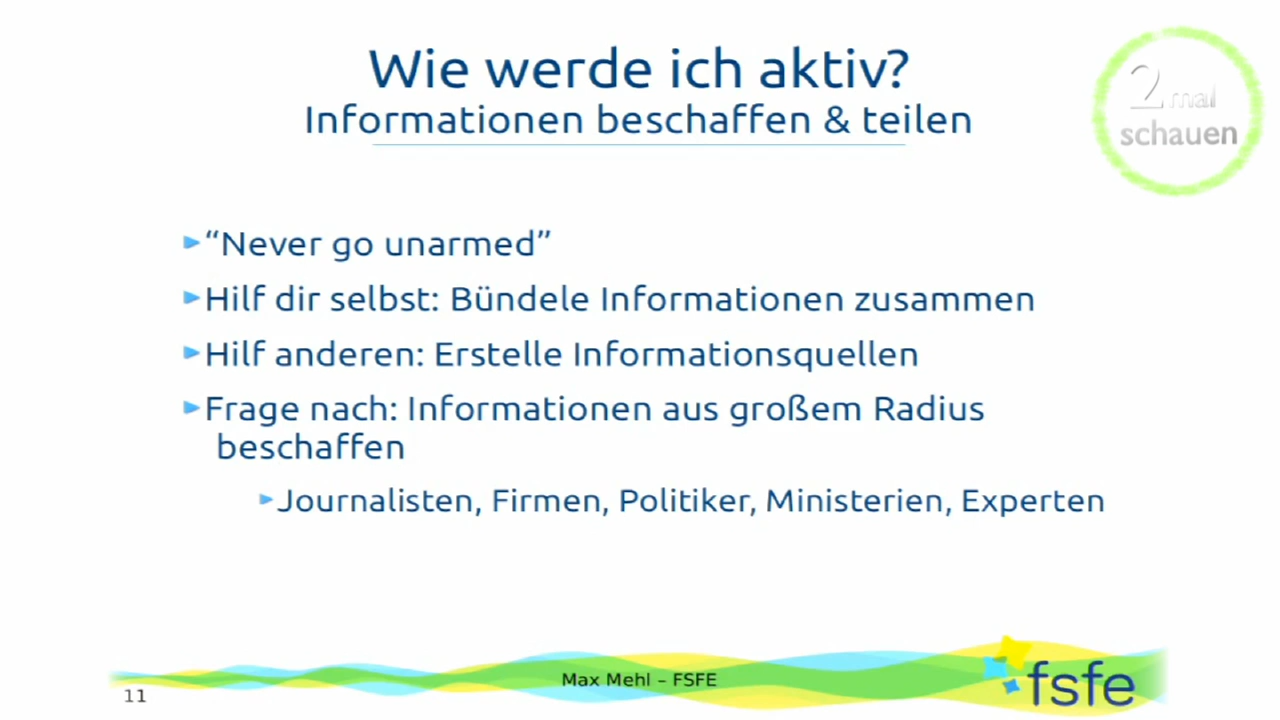 Wie werde ich aktiv?
Informationen beschaffen & teilen
2 mal
schauen
“Never go unarmed”
Hilf dir selbst: Bündele Informationen zusammen
Hilf anderen: Erstelle Informationsquellen
Frage nach: Informationen aus großem Radius
beschaffen
Journalisten, Firmen, Politiker, Ministerien, Experten
Max Mehl – FSFE
11
fsfe